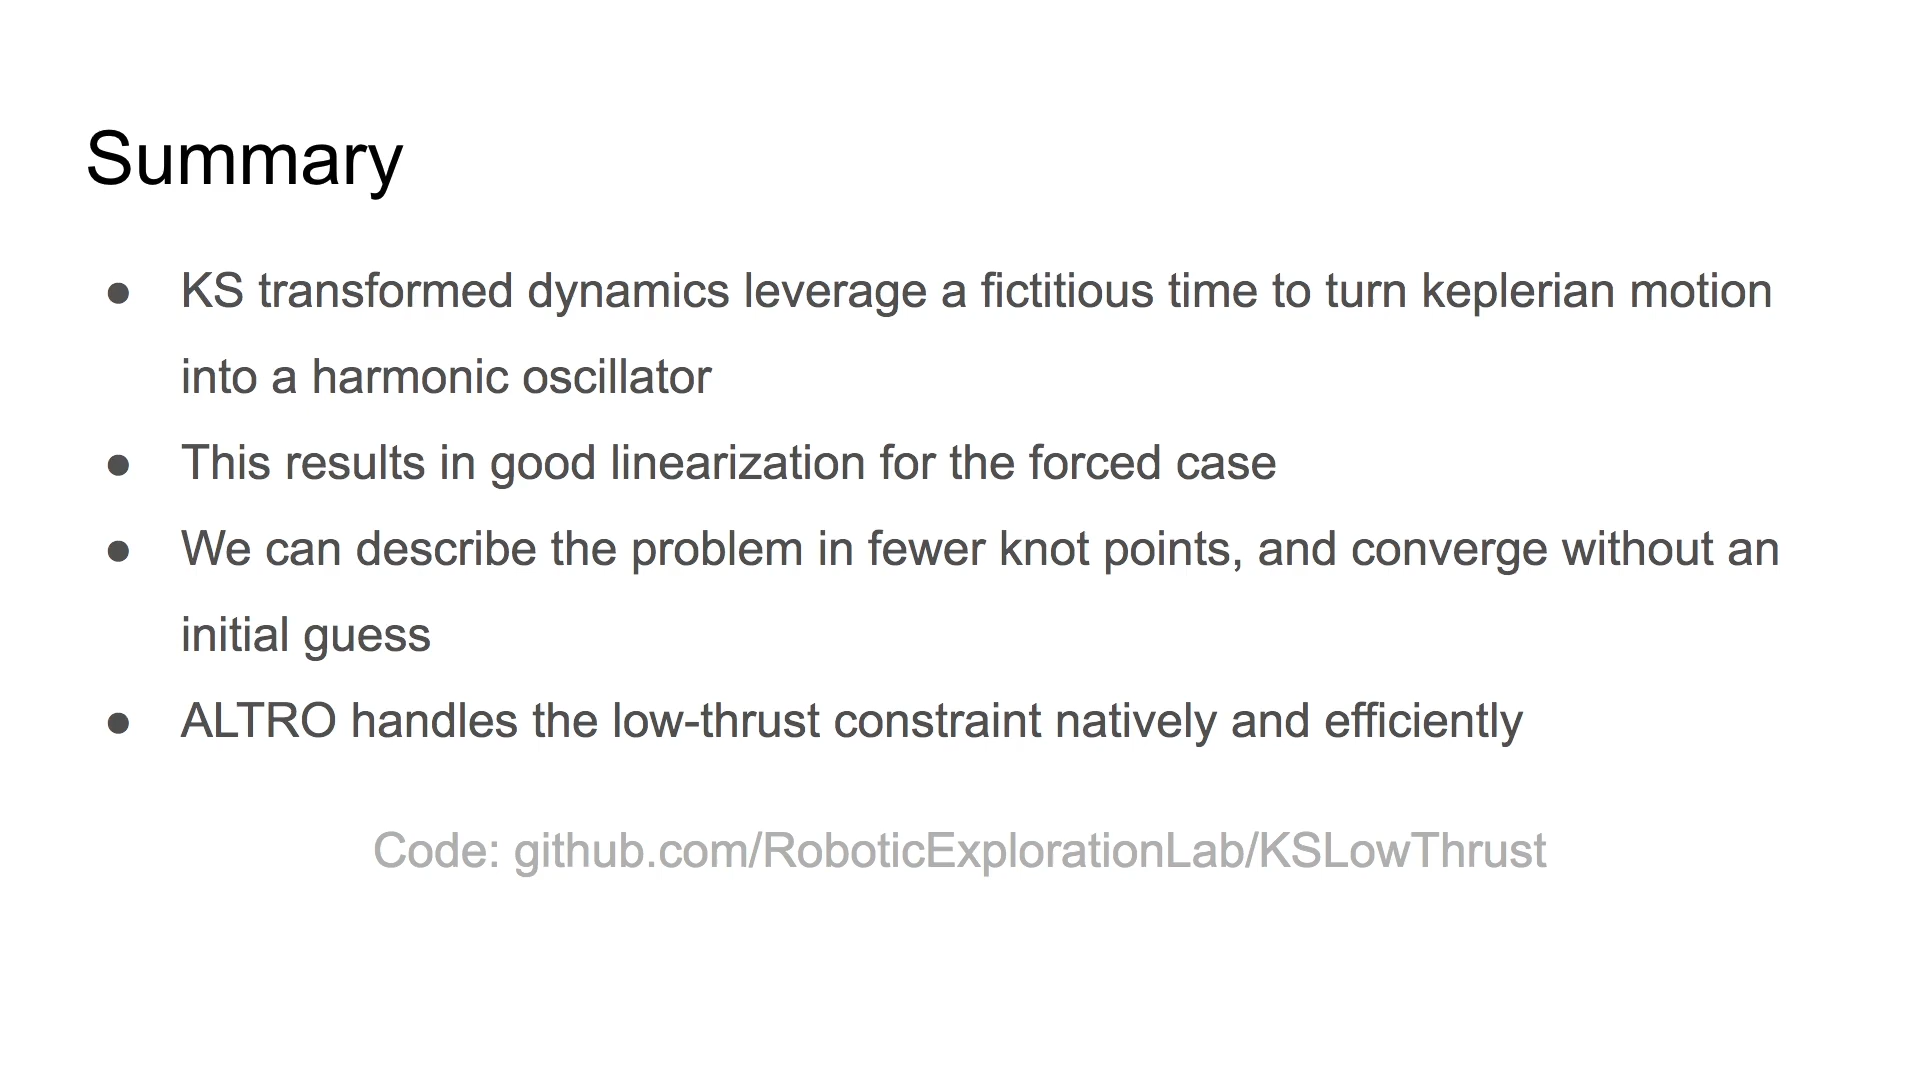 Summary
● KS transformed dynamics leverage a fictitious time to turn keplerian motion
into a harmonic oscillator
● This results in good linearization for the forced case
● We can describe the problem in fewer knot points, and converge without an
initial guess
● ALTRO handles the low-thrust constraint natively and efficiently
Code: github.com/RoboticExplorationLab/KSLowThrust